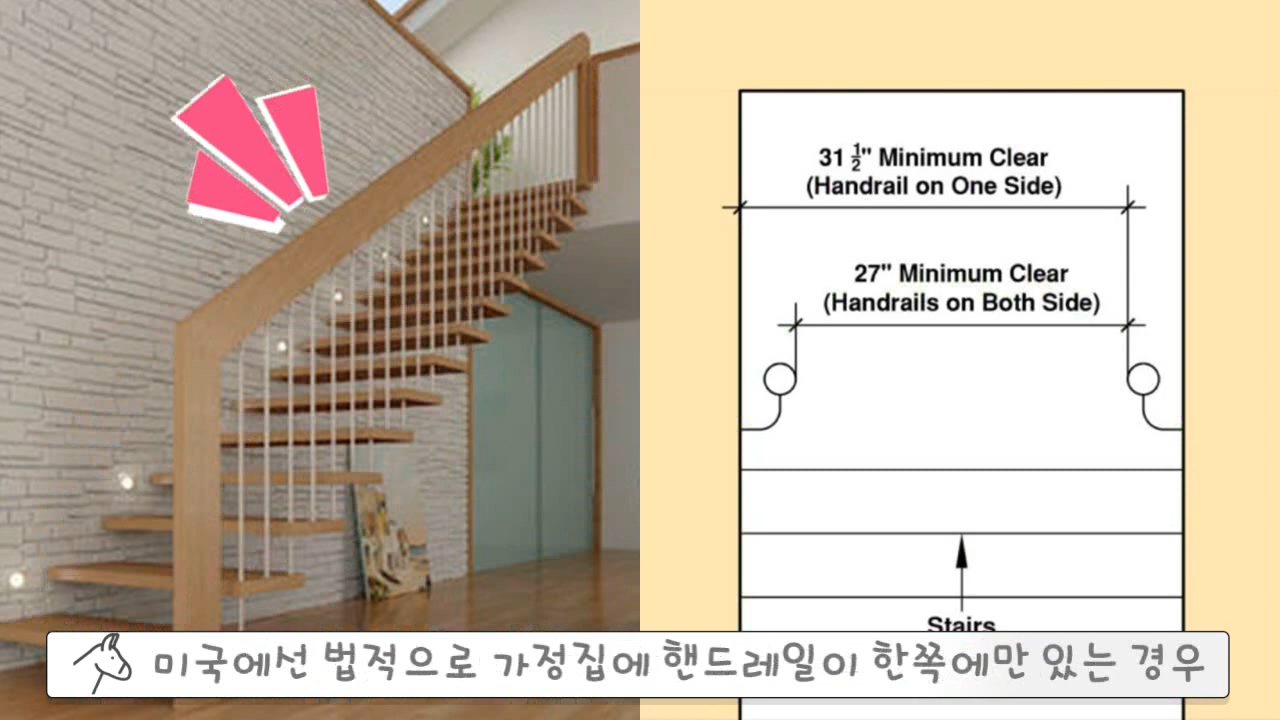 31 1/2" Minimum Clear
(Handrail on One Side)
27" Minimum Clear
(Handrails on Both Side)
Stairs
미국에선 법적으로 가정집에 핸드레일이 한쪽에만 있는 경우